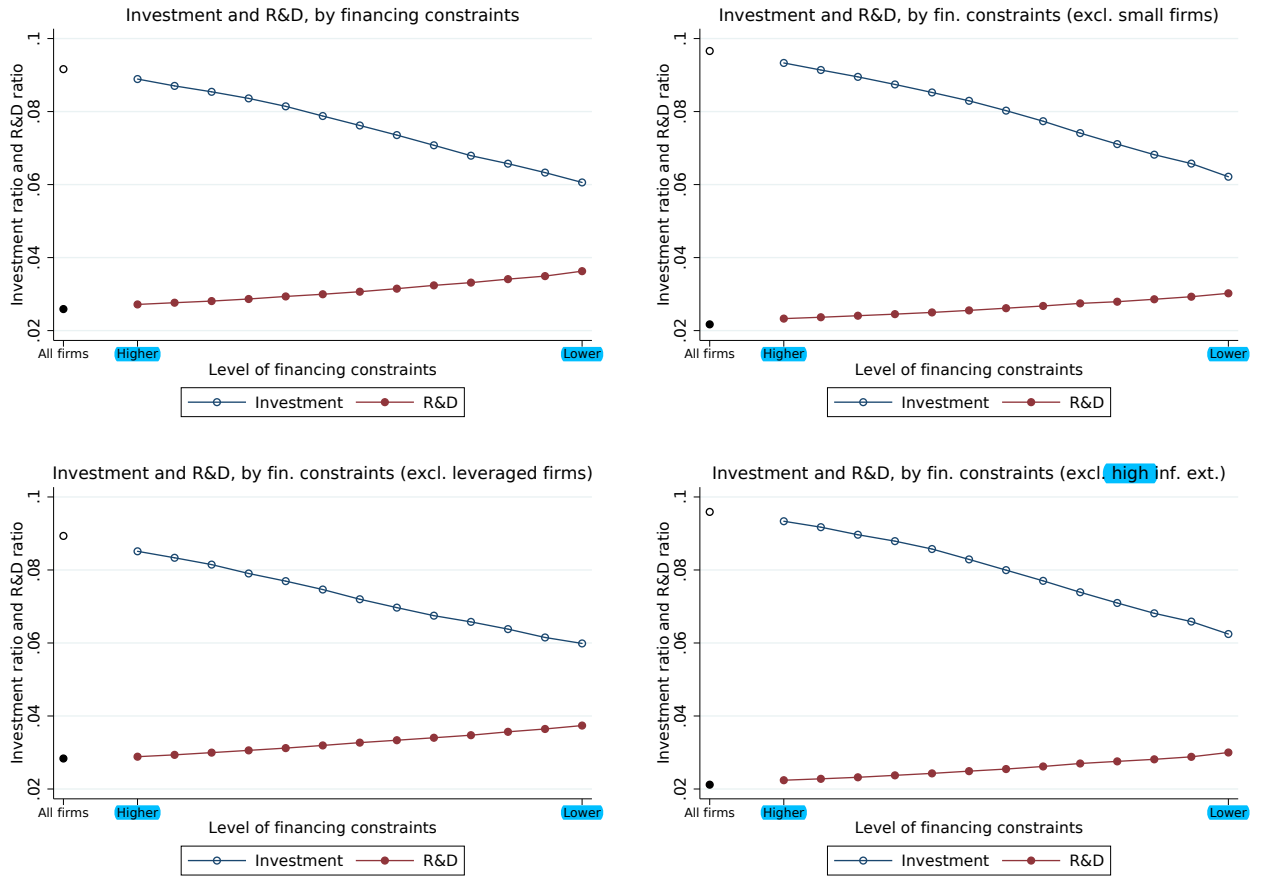 Investment and R&D, by financing constraints
Investment ratio and R&D ratio
.1
.08
.06
.04
.02
All firms
Higher
Lower
Level of financing constraints
Investment
R&D
Investment and R&D, by fin. constraints (excl. small firms)
Investment ratio and R&D ratio
.1
.08
.06
.04
.02
All firms
Higher
Lower
Level of financing constraints
Investment
R&D
Investment and R&D, by fin. constraints (excl. leveraged firms)
Investment ratio and R&D ratio
.1
.08
.06
.04
.02
All firms
Higher
Lower
Level of financing constraints
Investment
R&D
Investment and R&D, by fin. constraints (excl. high inf. ext.)
Investment ratio and R&D ratio
.1
.08
.06
.04
.02
All firms
Higher
Lower
Level of financing constraints
Investment
R&D